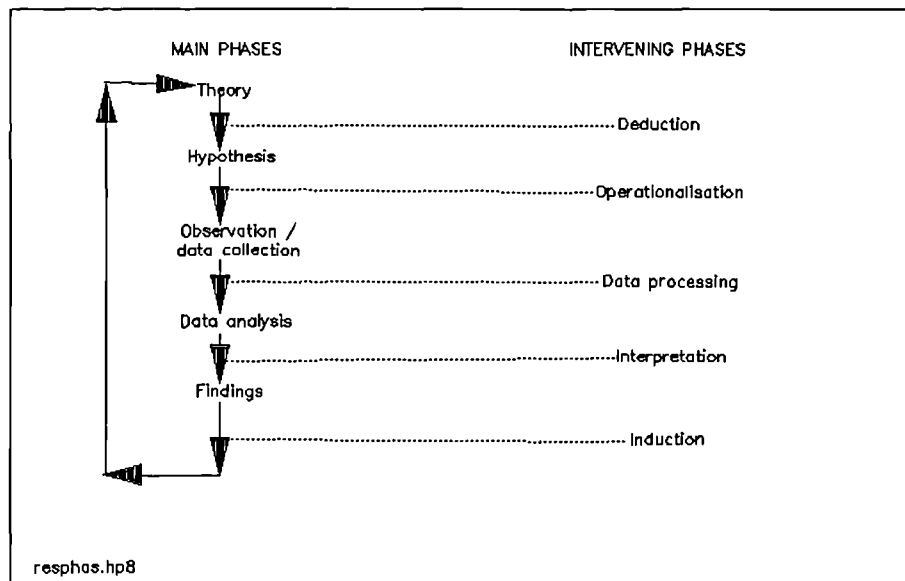 MAIN PHASES
INTERVENING PHASES
Theory
Deduction
Hypothesis
Operationalisation
Observation /
data collection
Data processing
Data analysis
Interpretation
Findings
Induction
resphas.hp8